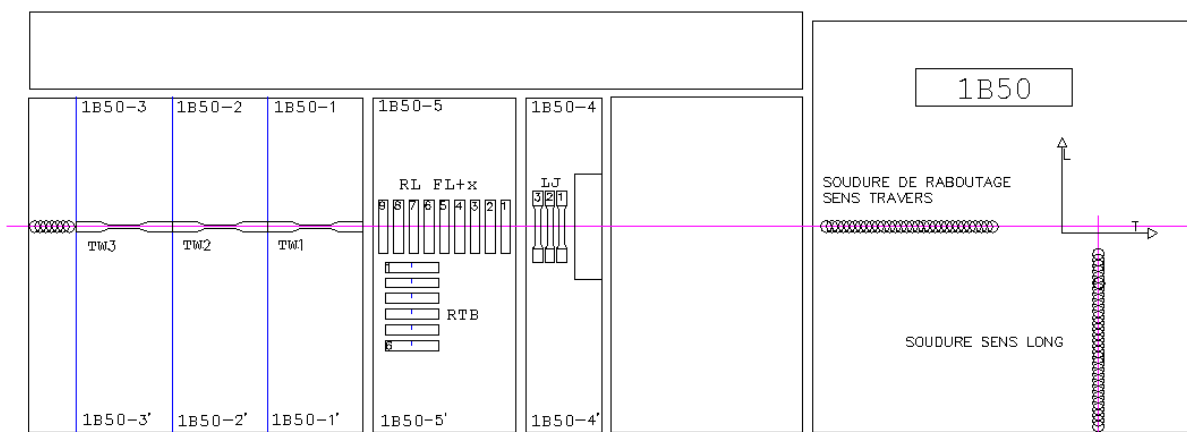 1B50-3 1B50-2 1B50-1 1B50-5 1B50-4
1B50
L
RL FL+x
LJ
SOUDURE DE RABOUTAGE
SENS TRAVERS
9 8 7 6 5 4 3 2 1
3 2 1
T
TW3 TW2 TW1
1
RTB
6
SOUDURE SENS LONG
1B50-3' 1B50-2' 1B50-1' 1B50-5' 1B50-4'